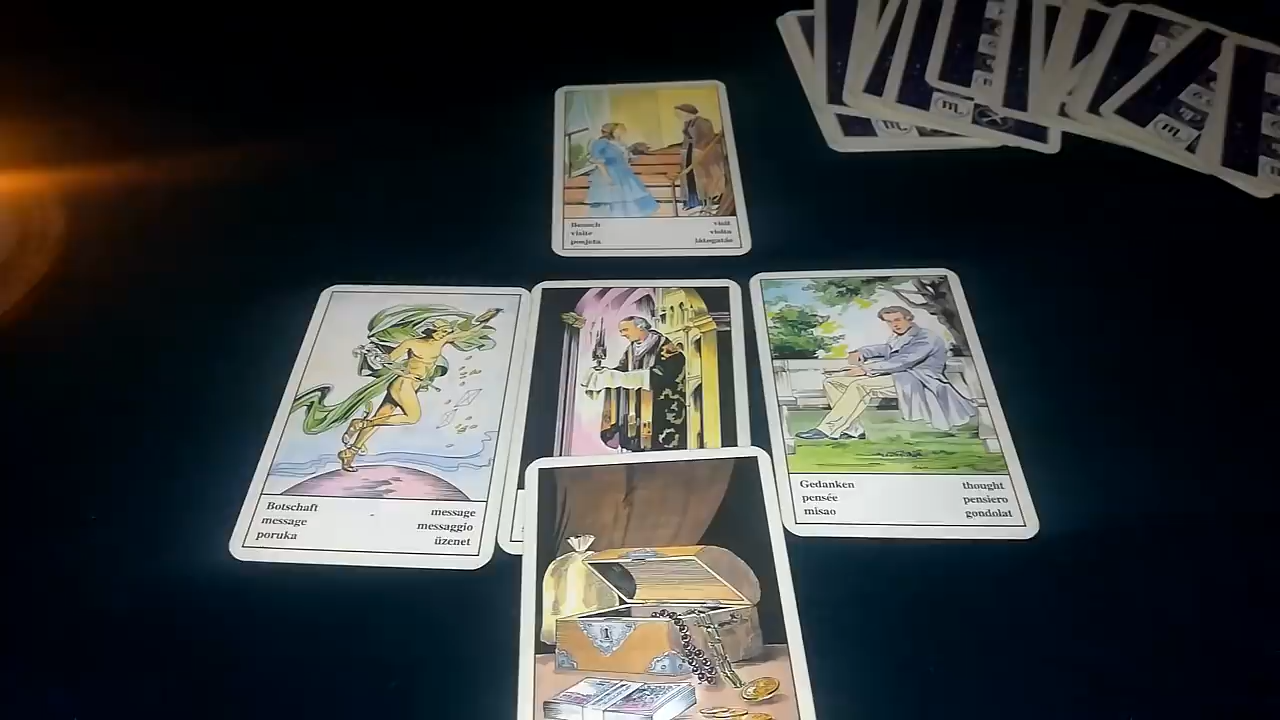 Besuch visit
visite visita
posjeta látogatás
Botschaft message
message messaggio
poruka üzenet
Gedanken thought
pensée pensiero
misao gondolat